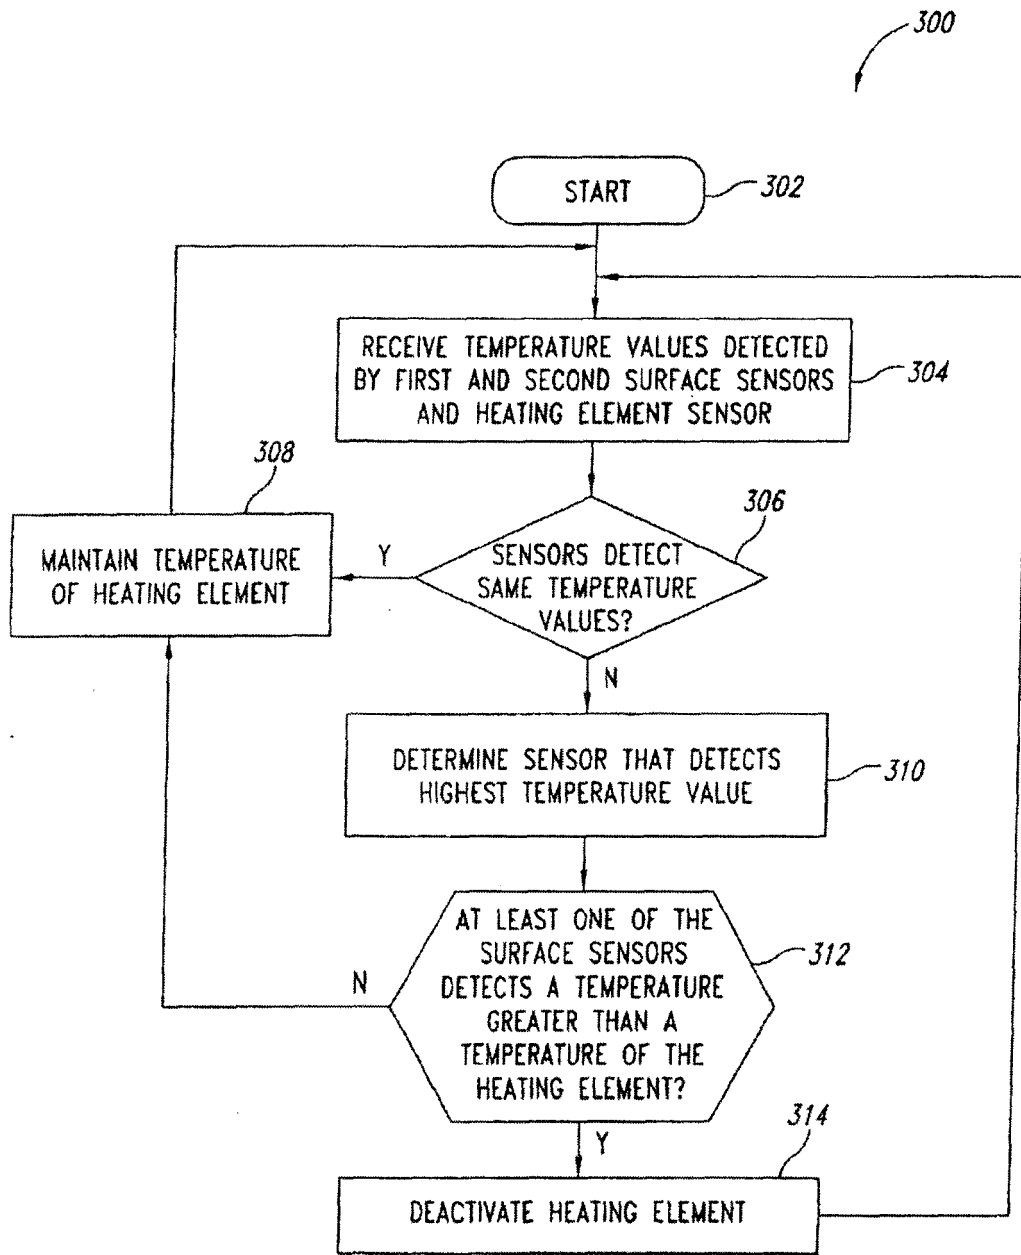 300
START
302
RECEIVE TEMPERATURE VALUES DETECTED
BY FIRST AND SECOND SURFACE SENSORS
AND HEATING ELEMENT SENSOR
304
308
MAINTAIN TEMPERATURE
OF HEATING ELEMENT
Y
306
SENSORS DETECT
SAME TEMPERATURE
VALUES?
N
DETERMINE SENSOR THAT DETECTS
HIGHEST TEMPERATURE VALUE
310
AT LEAST ONE OF THE
SURFACE SENSORS
DETECTS A TEMPERATURE
GREATER THAN A
TEMPERATURE OF THE
HEATING ELEMENT?
312
N
Y
314
DEACTIVATE HEATING ELEMENT